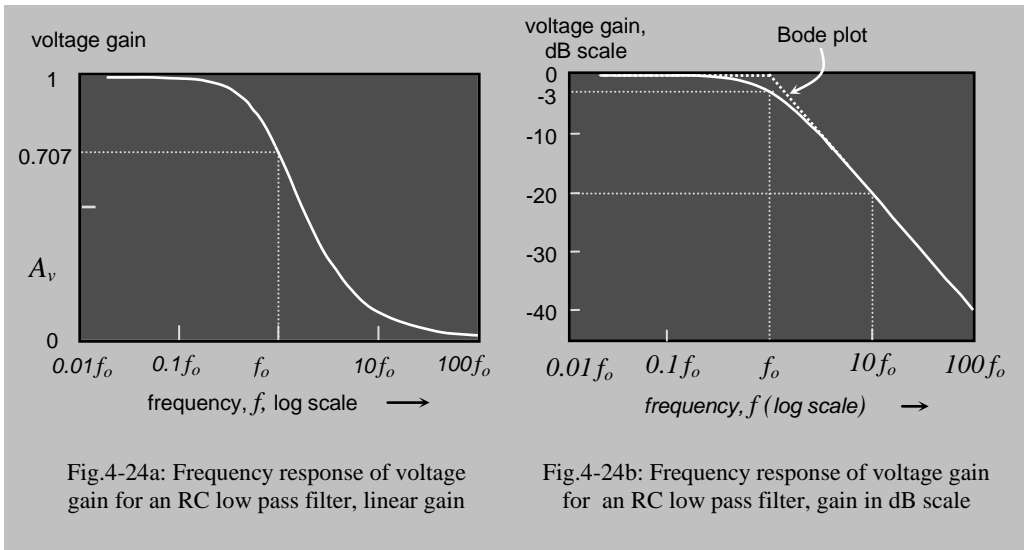 voltage gain
1
0.707
A_v
0
0.01f_o 0.1f_o f_o 10f_o 100f_o
frequency, f, log scale
Fig.4-24a: Frequency response of voltage
gain for an RC low pass filter, linear gain
voltage gain,
dB scale
Bode plot
0
-3
-10
-20
-30
-40
0.01f_o 0.1f_o f_o 10f_o 100f_o
frequency, f (log scale)
Fig.4-24b: Frequency response of voltage gain
for an RC low pass filter, gain in dB scale